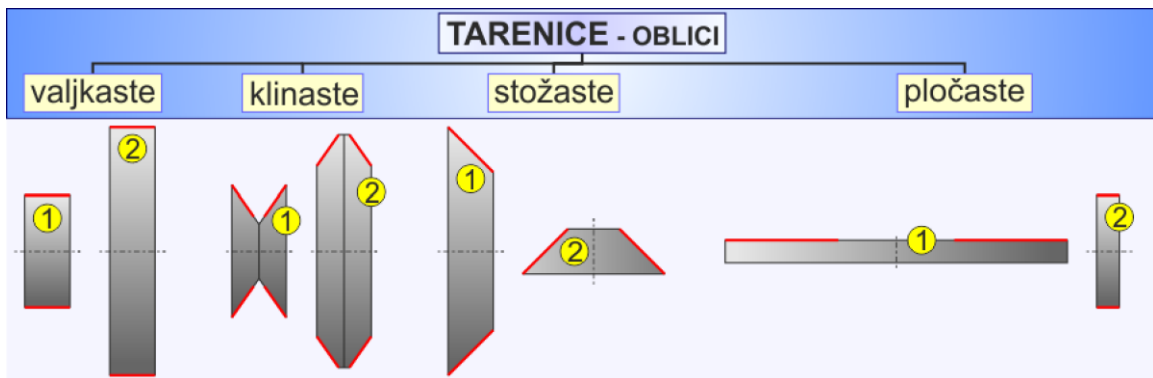 TARENICE - OBLICI
valjkaste klinaste stožaste pločaste
1 2 1 2 1 2 1 2